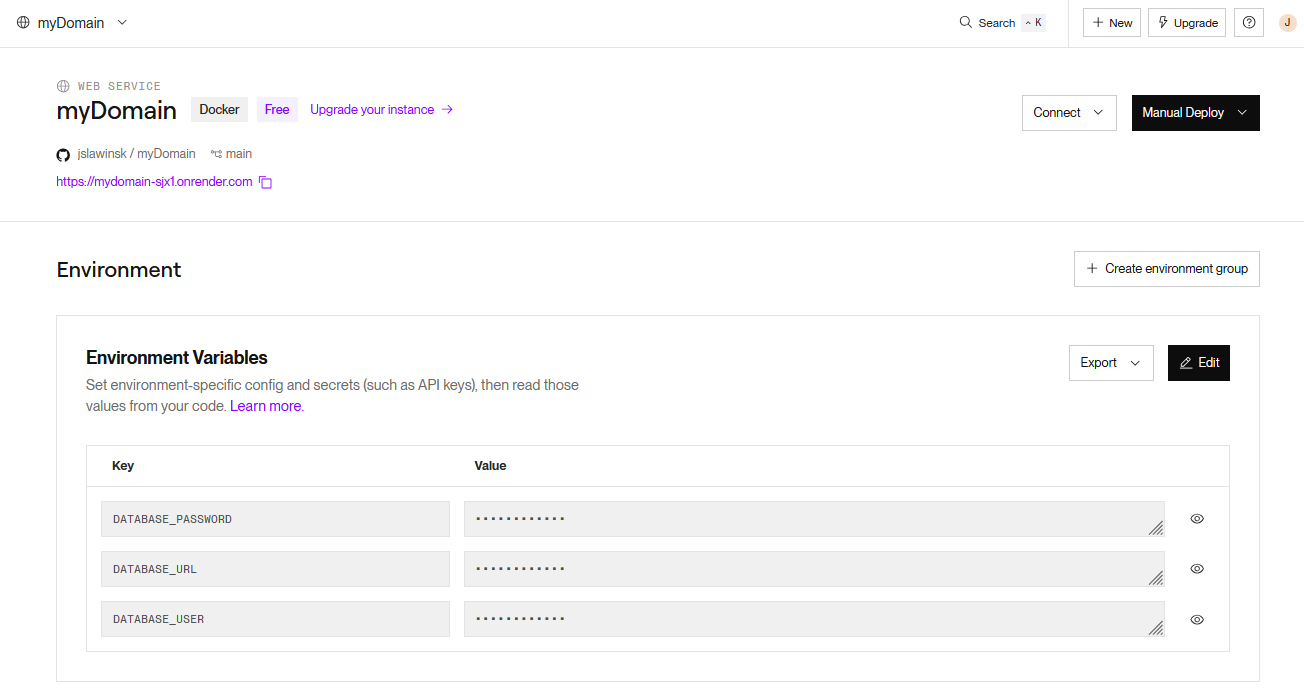 myDomain
Search ^ K
+ New
Upgrade
J
WEB SERVICE
myDomain Docker Free Upgrade your instance →
Connect
Manual Deploy
jslawinsk / myDomain main
https://mydomain-sjx1.onrender.com
Environment
+ Create environment group
Environment Variables
Export
Edit
Set environment-specific config and secrets (such as API keys), then read those
values from your code. Learn more.
Key Value
DATABASE_PASSWORD ••••••••••••
DATABASE_URL ••••••••••••
DATABASE_USER ••••••••••••